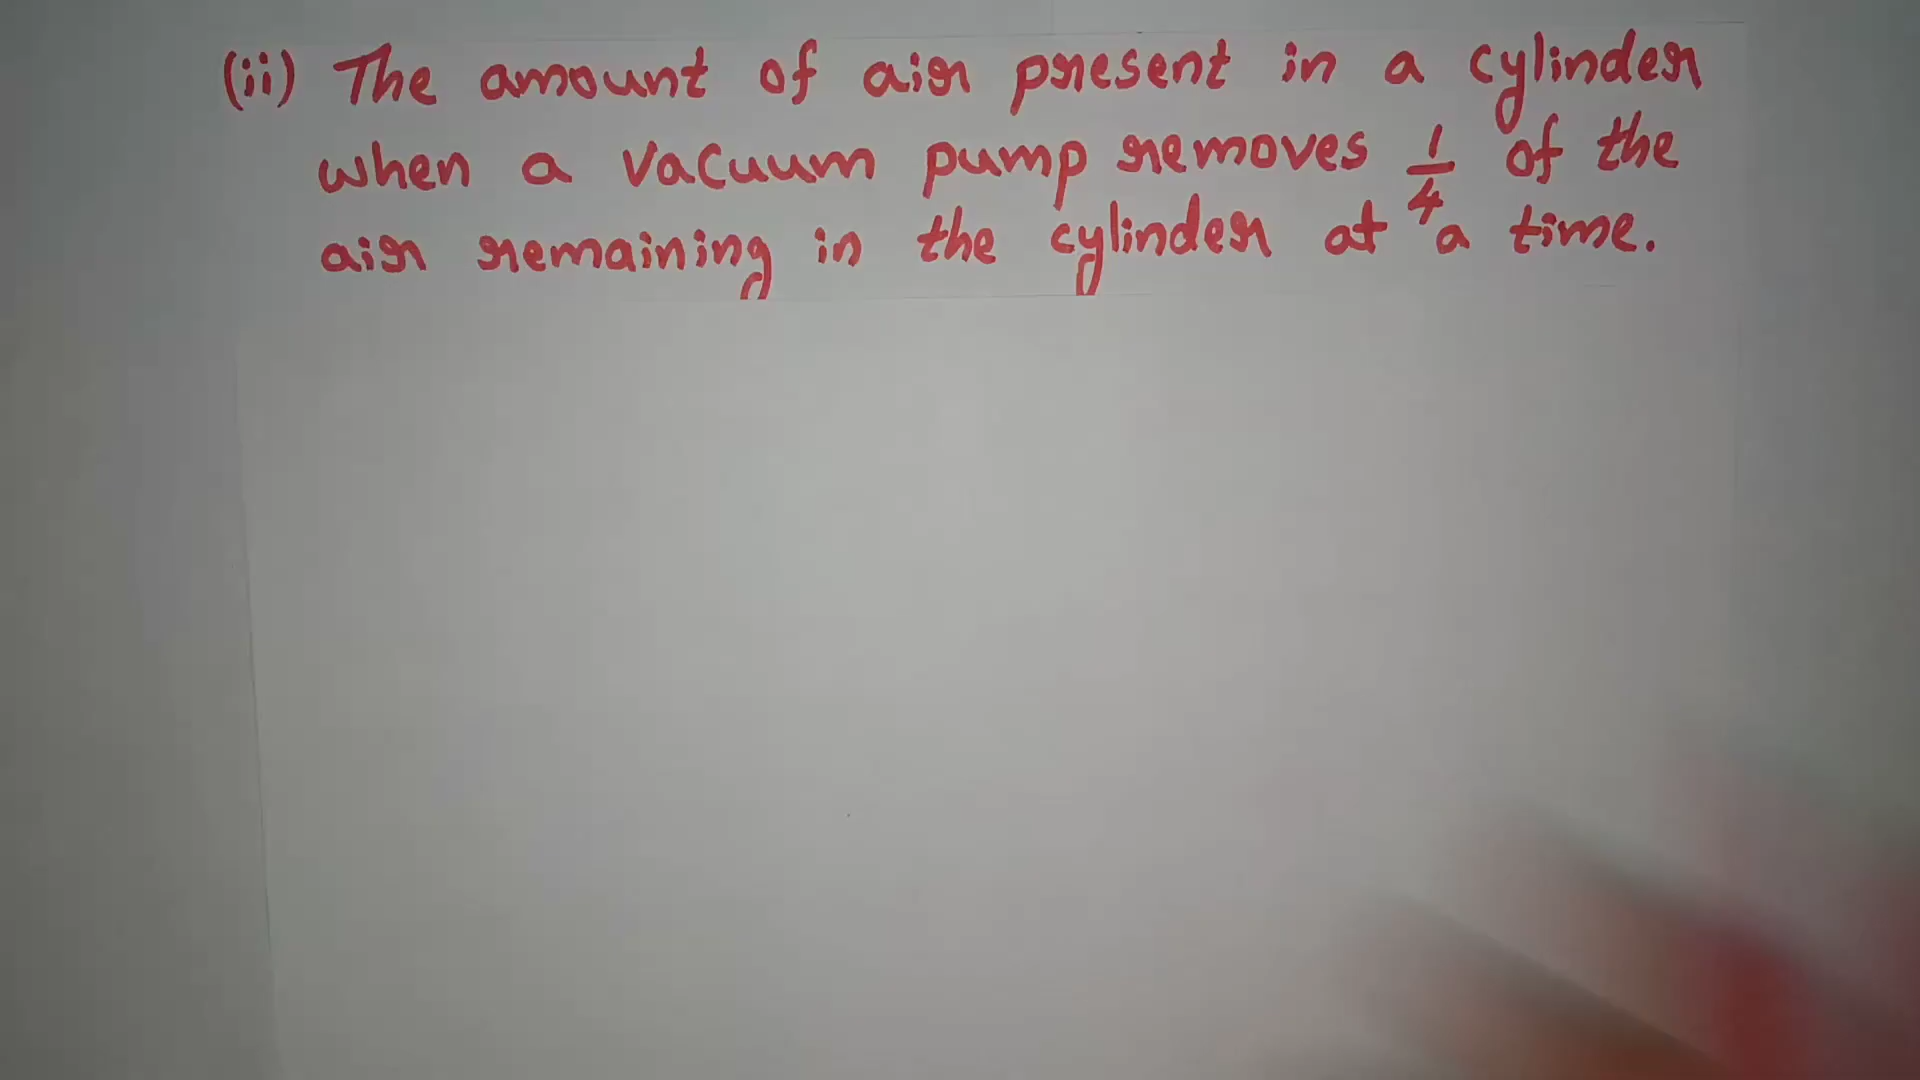 (ii) The amount of air present in a cylinder
when a vacuum pump removes 1/4 of the
air remaining in the cylinder at a time.